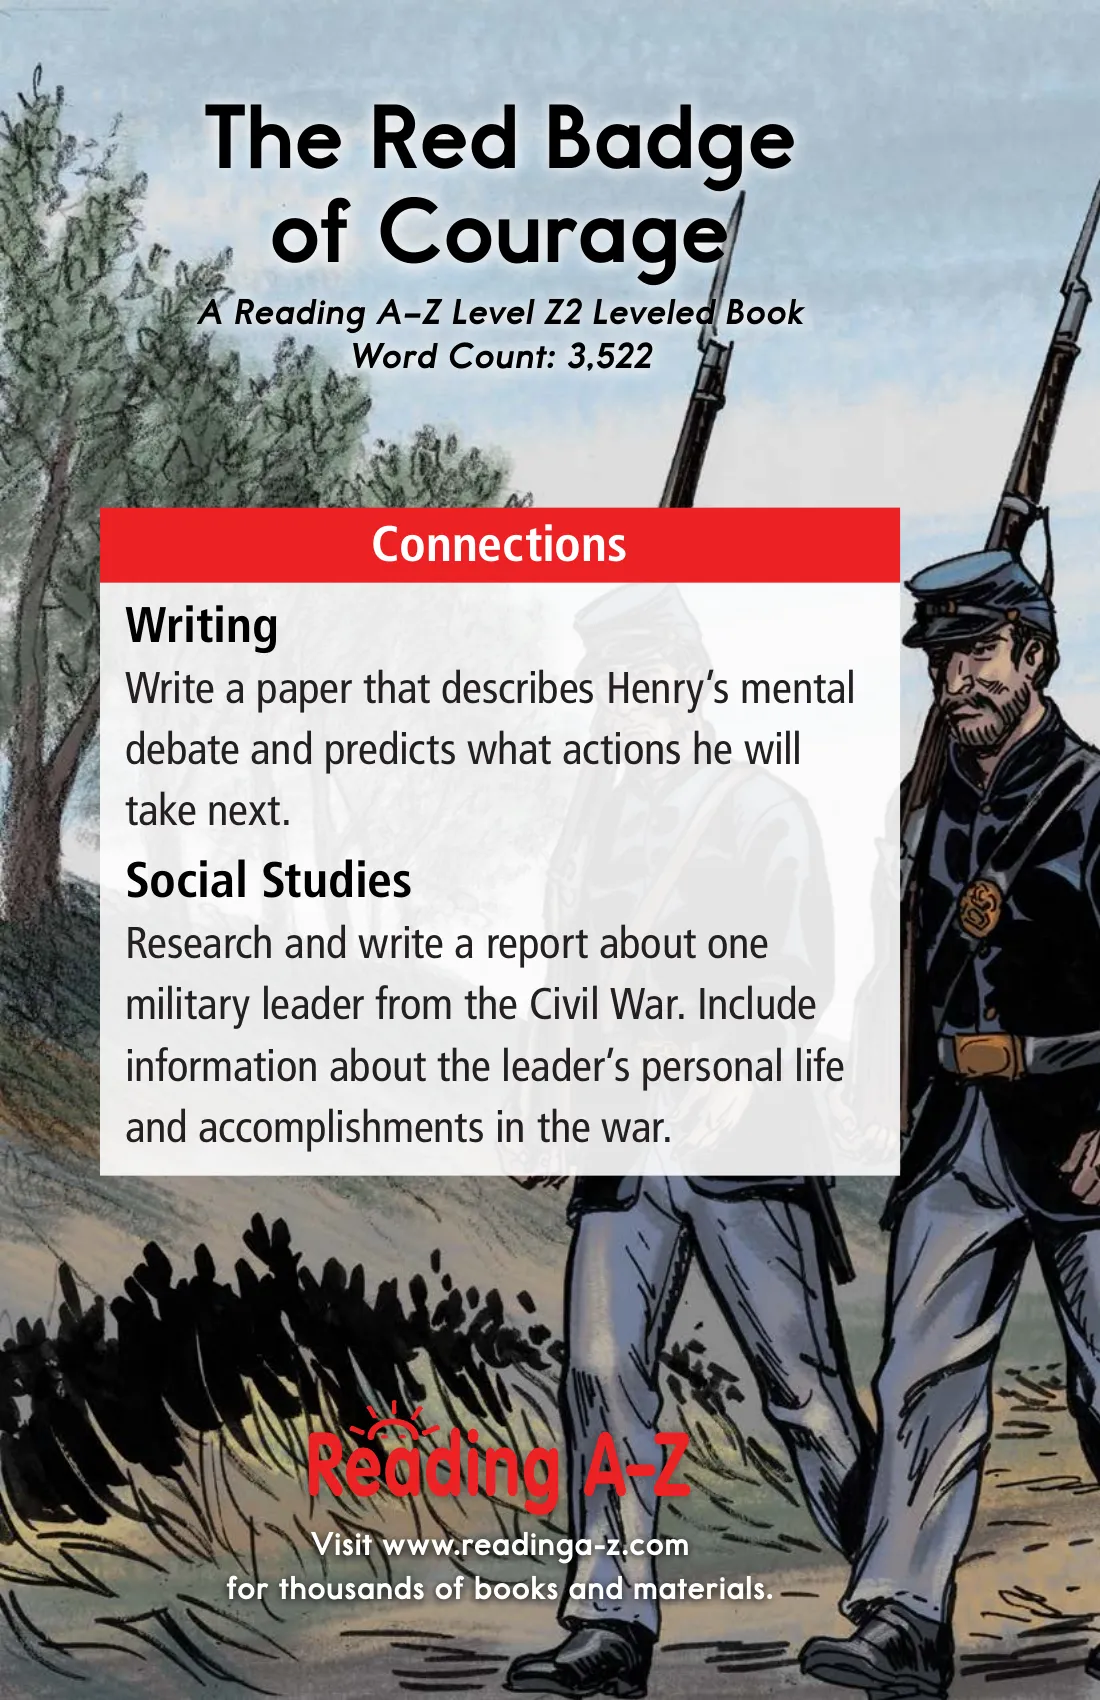 The Red Badge
of Courage
A Reading A–Z Level Z2 Leveled Book
Word Count: 3,522
Connections
Writing
Write a paper that describes Henry’s mental
debate and predicts what actions he will
take next.
Social Studies
Research and write a report about one
military leader from the Civil War. Include
information about the leader’s personal life
and accomplishments in the war.
US
Reading A–Z
Visit www.readinga-z.com
for thousands of books and materials.